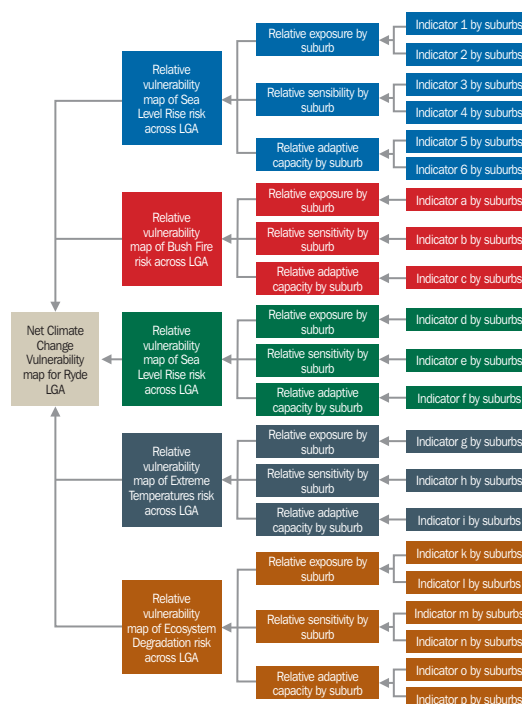 Net Climate
Change
Vulnerability
map for Ryde
LGA
Relative
vulnerability
map of Sea
Level Rise risk
across LGA
Relative exposure by
suburb
Indicator 1 by suburbs
Indicator 2 by suburbs
Relative sensibility by
suburb
Indicator 3 by suburbs
Indicator 4 by suburbs
Relative adaptive
capacity by suburb
Indicator 5 by suburbs
Indicator 6 by suburbs
Relative
vulnerability
map of Bush Fire
risk across LGA
Relative exposure by
suburb
Indicator a by suburbs
Relative sensitivity by
suburb
Indicator b by suburbs
Relative adaptive
capacity by suburb
Indicator c by suburbs
Relative
vulnerability
map of Sea
Level Rise risk
across LGA
Relative exposure by
suburb
Indicator d by suburbs
Relative sensitivity by
suburb
Indicator e by suburbs
Relative adaptive
capacity by suburb
Indicator f by suburbs
Relative
vulnerability
map of Extreme
Temperatures risk
across LGA
Relative exposure by
suburb
Indicator g by suburbs
Relative sensitivity by
suburb
Indicator h by suburbs
Relative adaptive
capacity by suburb
Indicator i by suburbs
Relative
vulnerability
map of Ecosystem
Degradation risk
across LGA
Relative exposure by
suburb
Indicator k by suburbs
Indicator l by suburbs
Relative sensitivity by
suburb
Indicator m by suburbs
Indicator n by suburbs
Relative adaptive
capacity by suburb
Indicator o by suburbs
Indicator p by suburbs